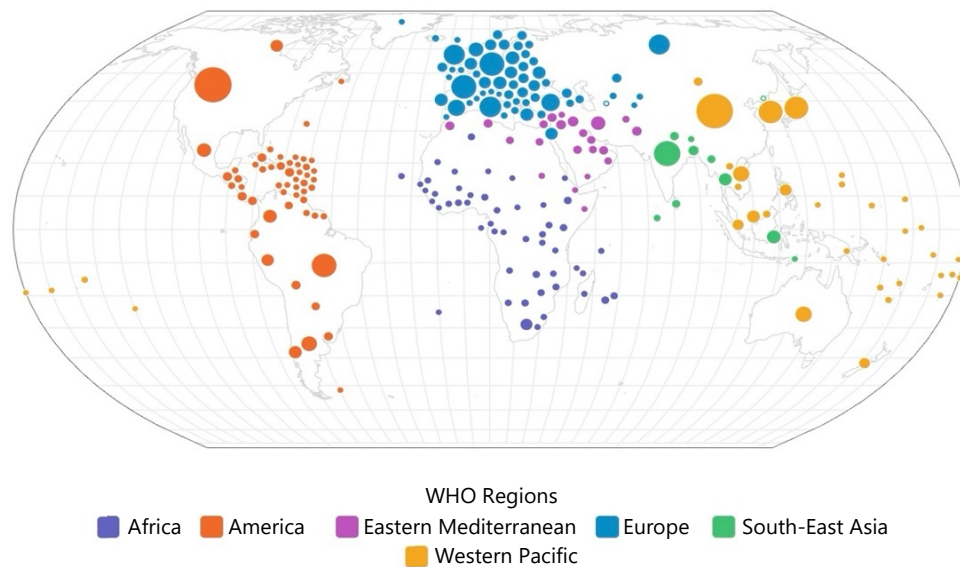 WHO Regions
Africa America Eastern Mediterranean Europe South-East Asia
Western Pacific